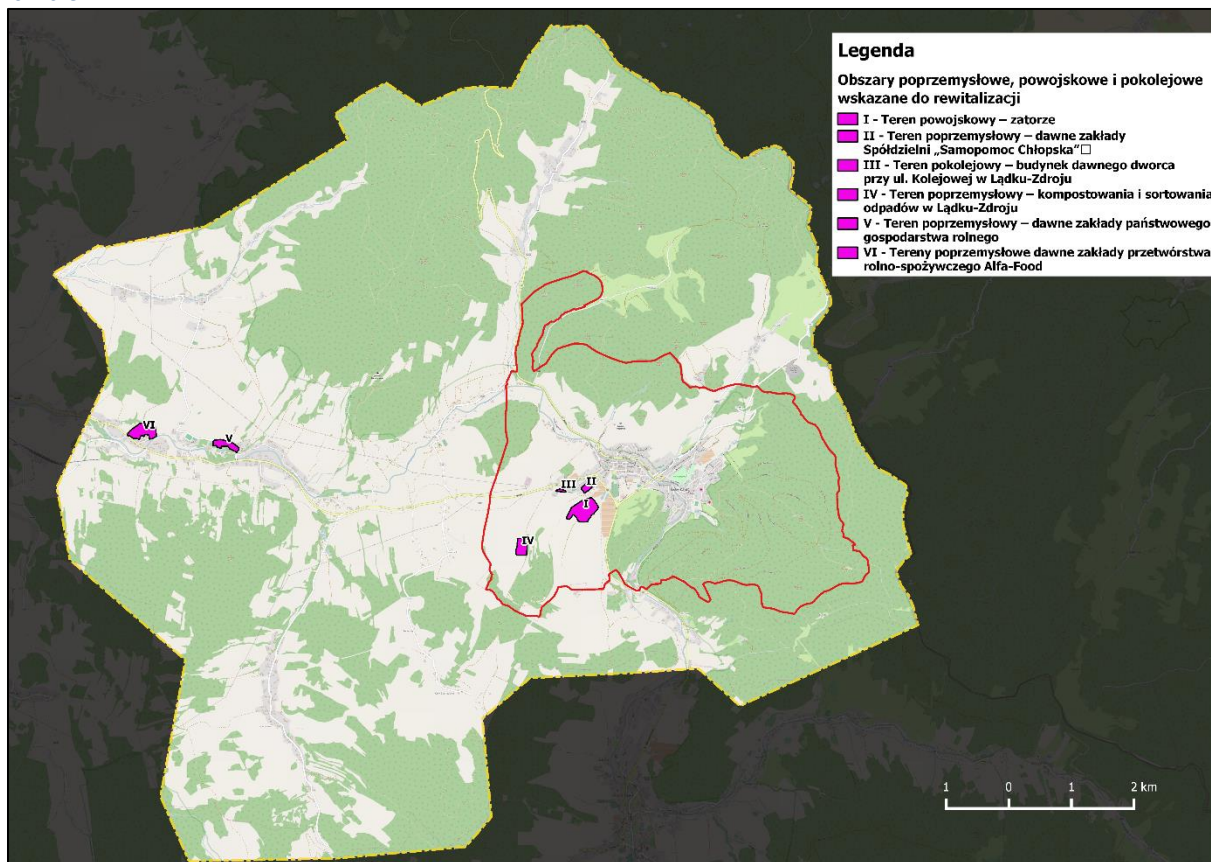 Legenda
Obszary poprzemysłowe, powojskowe i pokolejowe
wskazane do rewitalizacji
I - Teren powojskowy – zatorze
II - Teren poprzemysłowy – dawne zakłady
Spółdzielni „Samopomoc Chłopska”□
III - Teren pokolejowy – budynek dawnego dworca
przy ul. Kolejowej w Lądku-Zdroju
IV - Teren poprzemysłowy – kompostowania i sortowania
odpadów w Lądku-Zdroju
V - Teren poprzemysłowy – dawne zakłady państwowego
gospodarstwa rolnego
VI - Tereny poprzemysłowe dawne zakłady przetwórstwa
rolno-spożywczego Alfa-Food
VI
V
III
II
I
IV
1 0 1 2 km